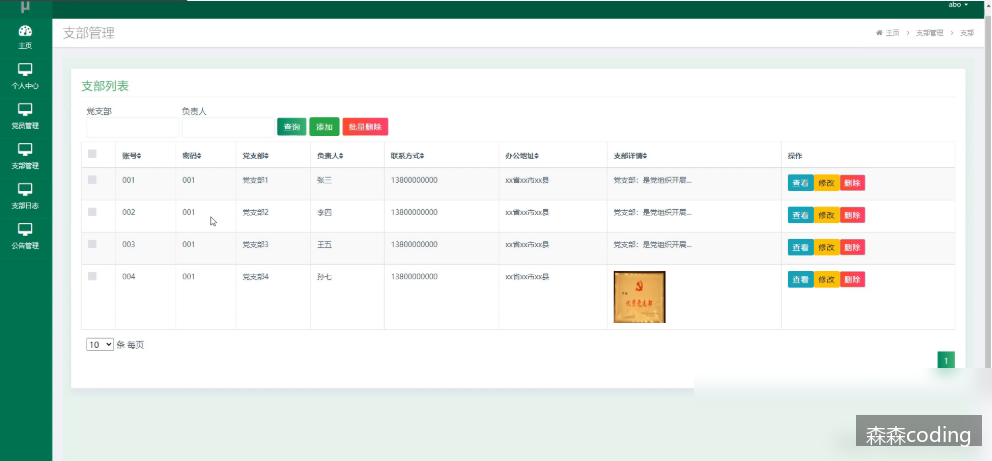 μ
abo
主页
个人中心
党员管理
支部管理
支部日志
公告管理
支部管理
主页 > 支部管理 > 支部
支部列表
党支部 负责人
查询 添加 批量删除
账号 密码 党支部 负责人 联系方式 办公地址 支部详情 操作
001 001 党支部1 张三 13800000000 xx省xx市xx县 支部：是党组织开展... 查看 修改 删除
002 001 党支部2 李四 13800000000 xx省xx市xx县 支部：是党组织开展... 查看 修改 删除
003 001 党支部3 王五 13800000000 xx省xx市xx县 支部：是党组织开展... 查看 修改 删除
004 001 党支部4 孙七 13800000000 xx省xx市xx县 查看 修改 删除
10 条 每页
1
森森coding